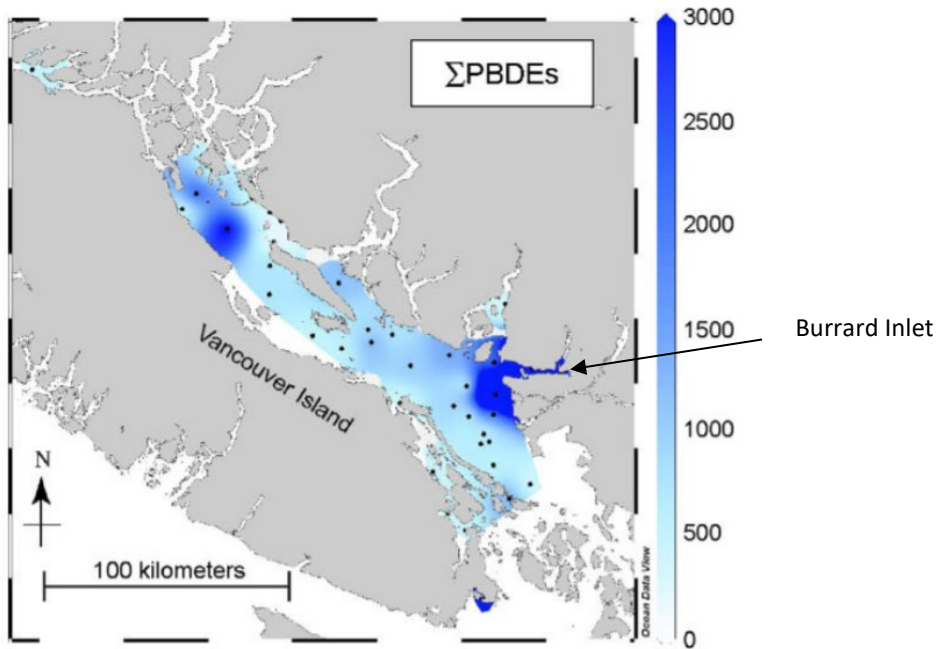 ΣPBDEs
3000
2500
2000
1500
1000
500
0
Burrard Inlet
Vancouver Island
N
100 kilometers
Ocean Data View